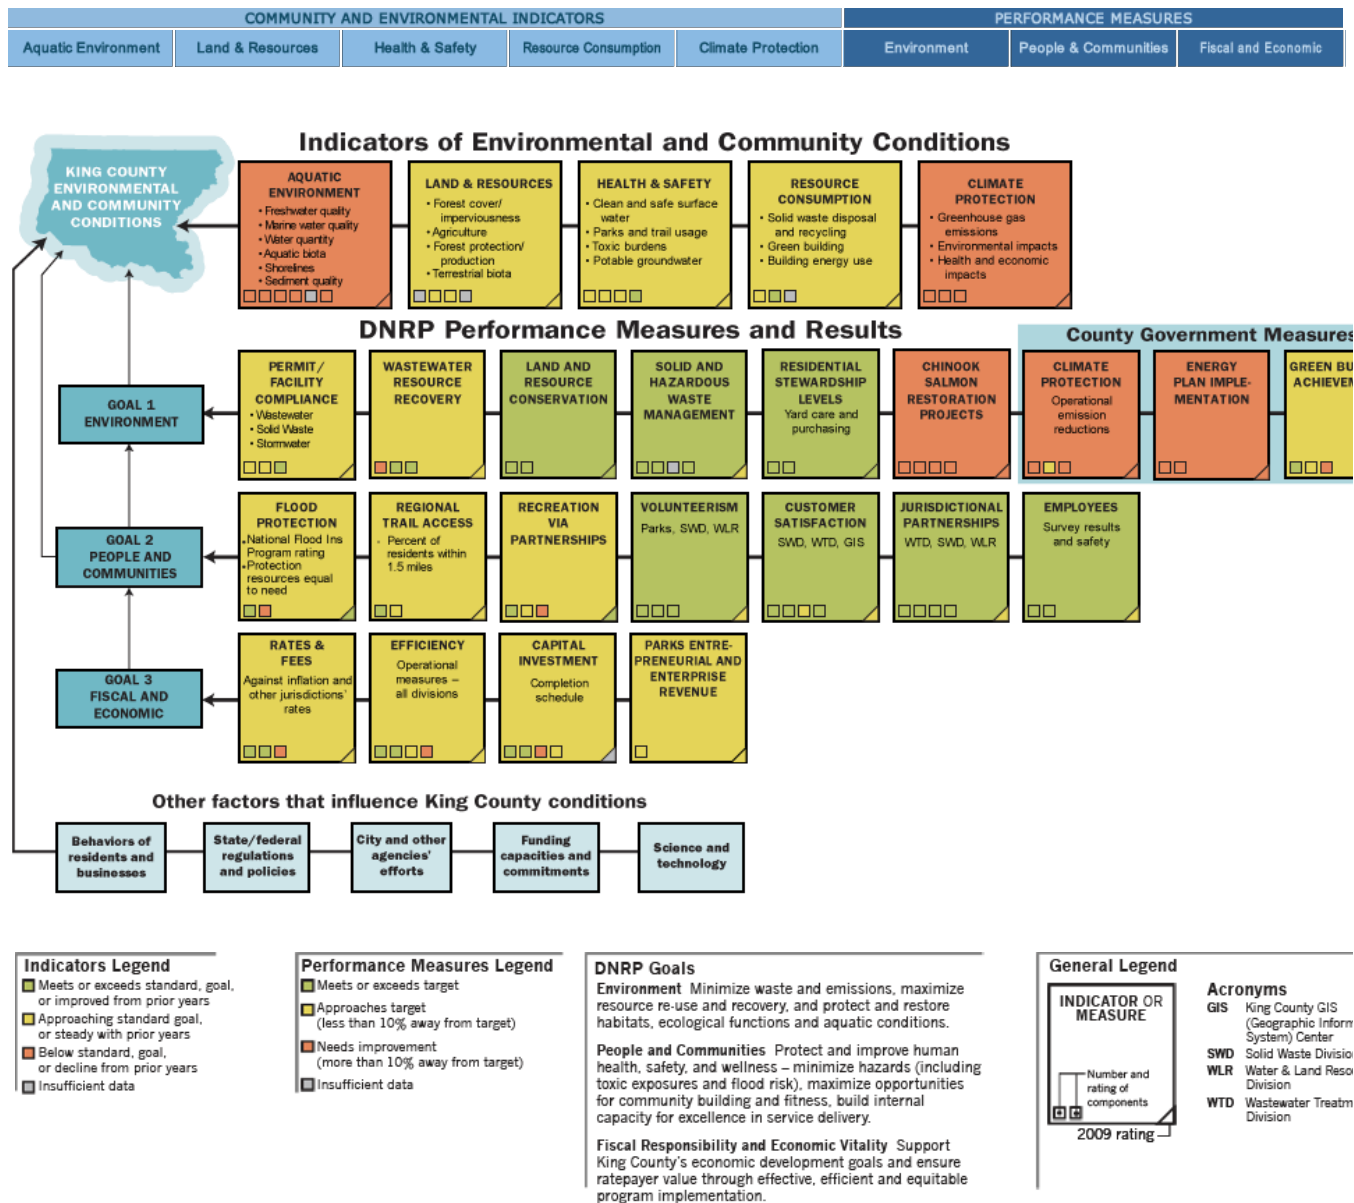 COMMUNITY AND ENVIRONMENTAL INDICATORS
PERFORMANCE MEASURES
Aquatic Environment
Land & Resources
Health & Safety
Resource Consumption
Climate Protection
Environment
People & Communities
Fiscal and Economic
Indicators of Environmental and Community Conditions
KING COUNTY
ENVIRONMENTAL
AND COMMUNITY
CONDITIONS
AQUATIC
ENVIRONMENT
• Freshwater quality
• Marine water quality
• Water quantity
• Aquatic biota
• Shorelines
• Sediment quality
LAND & RESOURCES
• Forest cover/
imperviousness
• Agriculture
• Forest protection/
production
• Terrestrial biota
HEALTH & SAFETY
• Clean and safe surface
water
• Parks and trail usage
• Toxic burdens
• Potable groundwater
RESOURCE
CONSUMPTION
• Solid waste disposal
and recycling
• Green building
• Building energy use
CLIMATE
PROTECTION
• Greenhouse gas
emissions
• Environmental impacts
• Health and economic
impacts
DNRP Performance Measures and Results
County Government Measures
GOAL 1
ENVIRONMENT
PERMIT/
FACILITY
COMPLIANCE
• Wastewater
• Solid Waste
• Stormwater
WASTEWATER
RESOURCE
RECOVERY
LAND AND
RESOURCE
CONSERVATION
SOLID AND
HAZARDOUS
WASTE
MANAGEMENT
RESIDENTIAL
STEWARDSHIP
LEVELS
Yard care and
purchasing
CHINOOK
SALMON
RESTORATION
PROJECTS
CLIMATE
PROTECTION
Operational
emission
reductions
ENERGY
PLAN IMPLE-
MENTATION
GREEN BU
ACHIEVEM
GOAL 2
PEOPLE AND
COMMUNITIES
FLOOD
PROTECTION
• National Flood Ins
Program rating
• Protection
resources equal
to need
REGIONAL
TRAIL ACCESS
- Percent of
residents within
1.5 miles
RECREATION
VIA
PARTNERSHIPS
VOLUNTEERISM
Parks, SWD, WLR
CUSTOMER
SATISFACTION
SWD, WTD, GIS
JURISDICTIONAL
PARTNERSHIPS
WTD, SWD, WLR
EMPLOYEES
Survey results
and safety
GOAL 3
FISCAL AND
ECONOMIC
RATES &
FEES
Against inflation and
other jurisdictions'
rates
EFFICIENCY
Operational
measures –
all divisions
CAPITAL
INVESTMENT
Completion
schedule
PARKS ENTRE-
PRENEURIAL AND
ENTERPRISE
REVENUE
Other factors that influence King County conditions
Behaviors of
residents and
businesses
State/federal
regulations
and policies
City and other
agencies'
efforts
Funding
capacities and
commitments
Science and
technology
Indicators Legend
Meets or exceeds standard, goal,
or improved from prior years
Approaching standard goal,
or steady with prior years
Below standard, goal,
or decline from prior years
Insufficient data
Performance Measures Legend
Meets or exceeds target
Approaches target
(less than 10% away from target)
Needs improvement
(more than 10% away from target)
Insufficient data
DNRP Goals
Environment Minimize waste and emissions, maximize
resource re-use and recovery, and protect and restore
habitats, ecological functions and aquatic conditions.
People and Communities Protect and improve human
health, safety, and wellness – minimize hazards (including
toxic exposures and flood risk), maximize opportunities
for community building and fitness, build internal
capacity for excellence in service delivery.
Fiscal Responsibility and Economic Vitality Support
King County's economic development goals and ensure
ratepayer value through effective, efficient and equitable
program implementation.
General Legend
INDICATOR OR
MEASURE
Number and
rating of
components
2009 rating
Acronyms
GIS King County GIS
(Geographic Inform
System) Center
SWD Solid Waste Divisio
WLR Water & Land Resou
Division
WTD Wastewater Treatm
Division